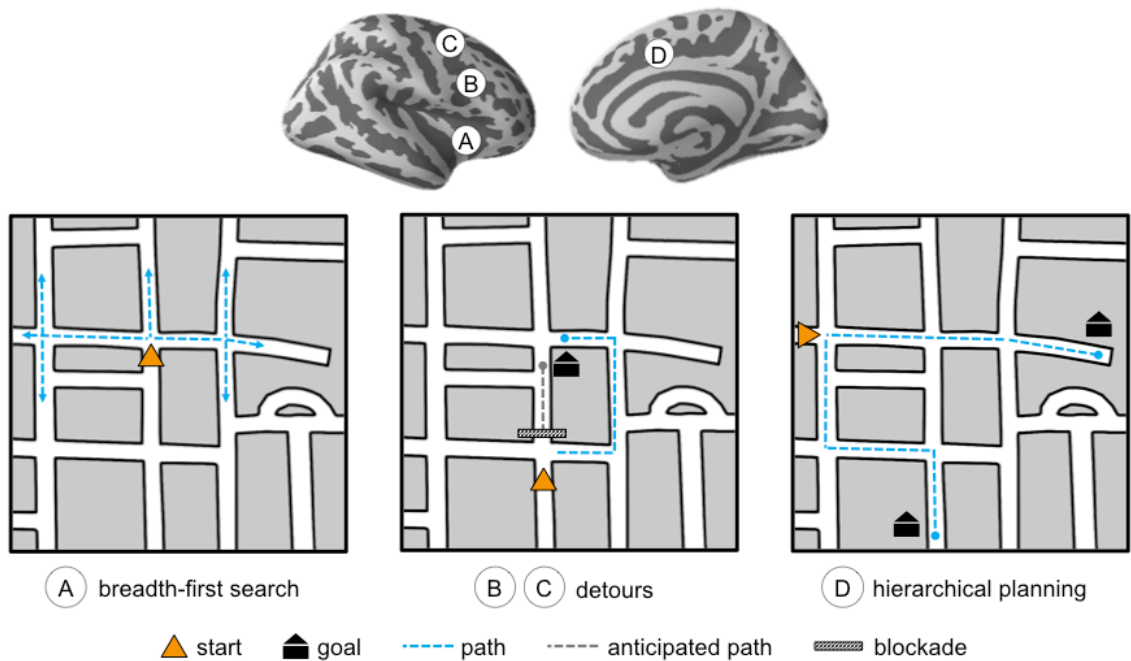 C
D
B
A
A breadth-first search
B C detours
D hierarchical planning
start goal path anticipated path blockade